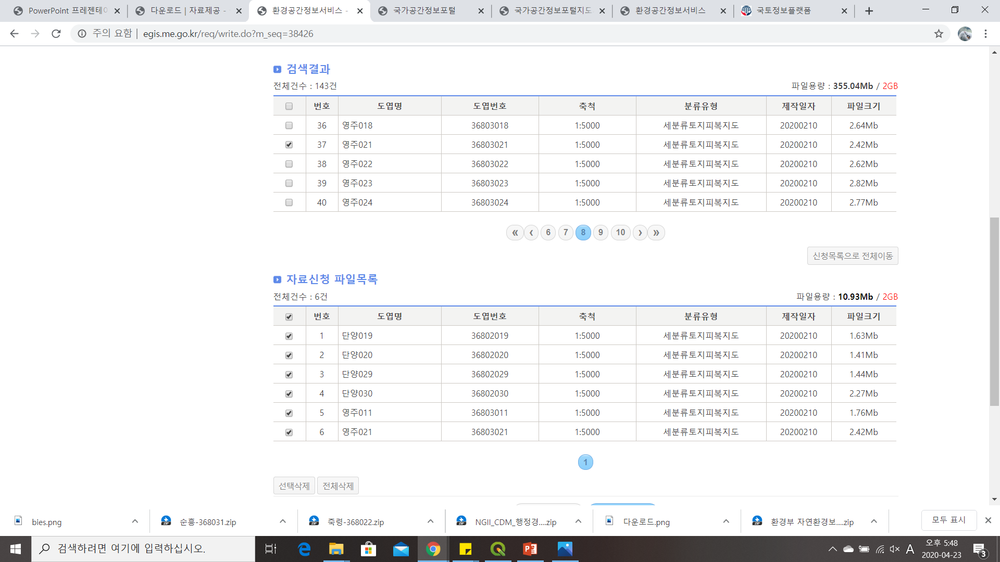 PowerPoint 프레젠테이
다운로드 | 자료제공 -
환경공간정보서비스 -
국가공간정보포털
국가공간정보포털지도
환경공간정보서비스
국토정보플랫폼
주의 요함 | egis.me.go.kr/req/write.do?m_seq=38426
검색결과
전체건수 : 143건 파일용량 : 355.04Mb / 2GB
번호 도엽명 도엽번호 축척 분류유형 제작일자 파일크기
36 영주018 36803018 1:5000 세분류토지피복지도 20200210 2.64Mb
37 영주021 36803021 1:5000 세분류토지피복지도 20200210 2.42Mb
38 영주022 36803022 1:5000 세분류토지피복지도 20200210 2.62Mb
39 영주023 36803023 1:5000 세분류토지피복지도 20200210 2.82Mb
40 영주024 36803024 1:5000 세분류토지피복지도 20200210 2.77Mb
« ‹ 6 7 8 9 10 › »
신청목록으로 전체이동
자료신청 파일목록
전체건수 : 6건 파일용량 : 10.93Mb / 2GB
번호 도엽명 도엽번호 축척 분류유형 제작일자 파일크기
1 단양019 36802019 1:5000 세분류토지피복지도 20200210 1.63Mb
2 단양020 36802020 1:5000 세분류토지피복지도 20200210 1.41Mb
3 단양029 36802029 1:5000 세분류토지피복지도 20200210 1.44Mb
4 단양030 36802030 1:5000 세분류토지피복지도 20200210 2.27Mb
5 영주011 36803011 1:5000 세분류토지피복지도 20200210 1.76Mb
6 영주021 36803021 1:5000 세분류토지피복지도 20200210 2.42Mb
1
선택삭제 전체삭제
bies.png
순흥-368031.zip
죽령-368022.zip
NGII_CDM_행정경....zip
다운로드.png
환경부 자연환경보....zip
모두 표시
검색하려면 여기에 입력하십시오.
A
오후 5:48
2020-04-23
3